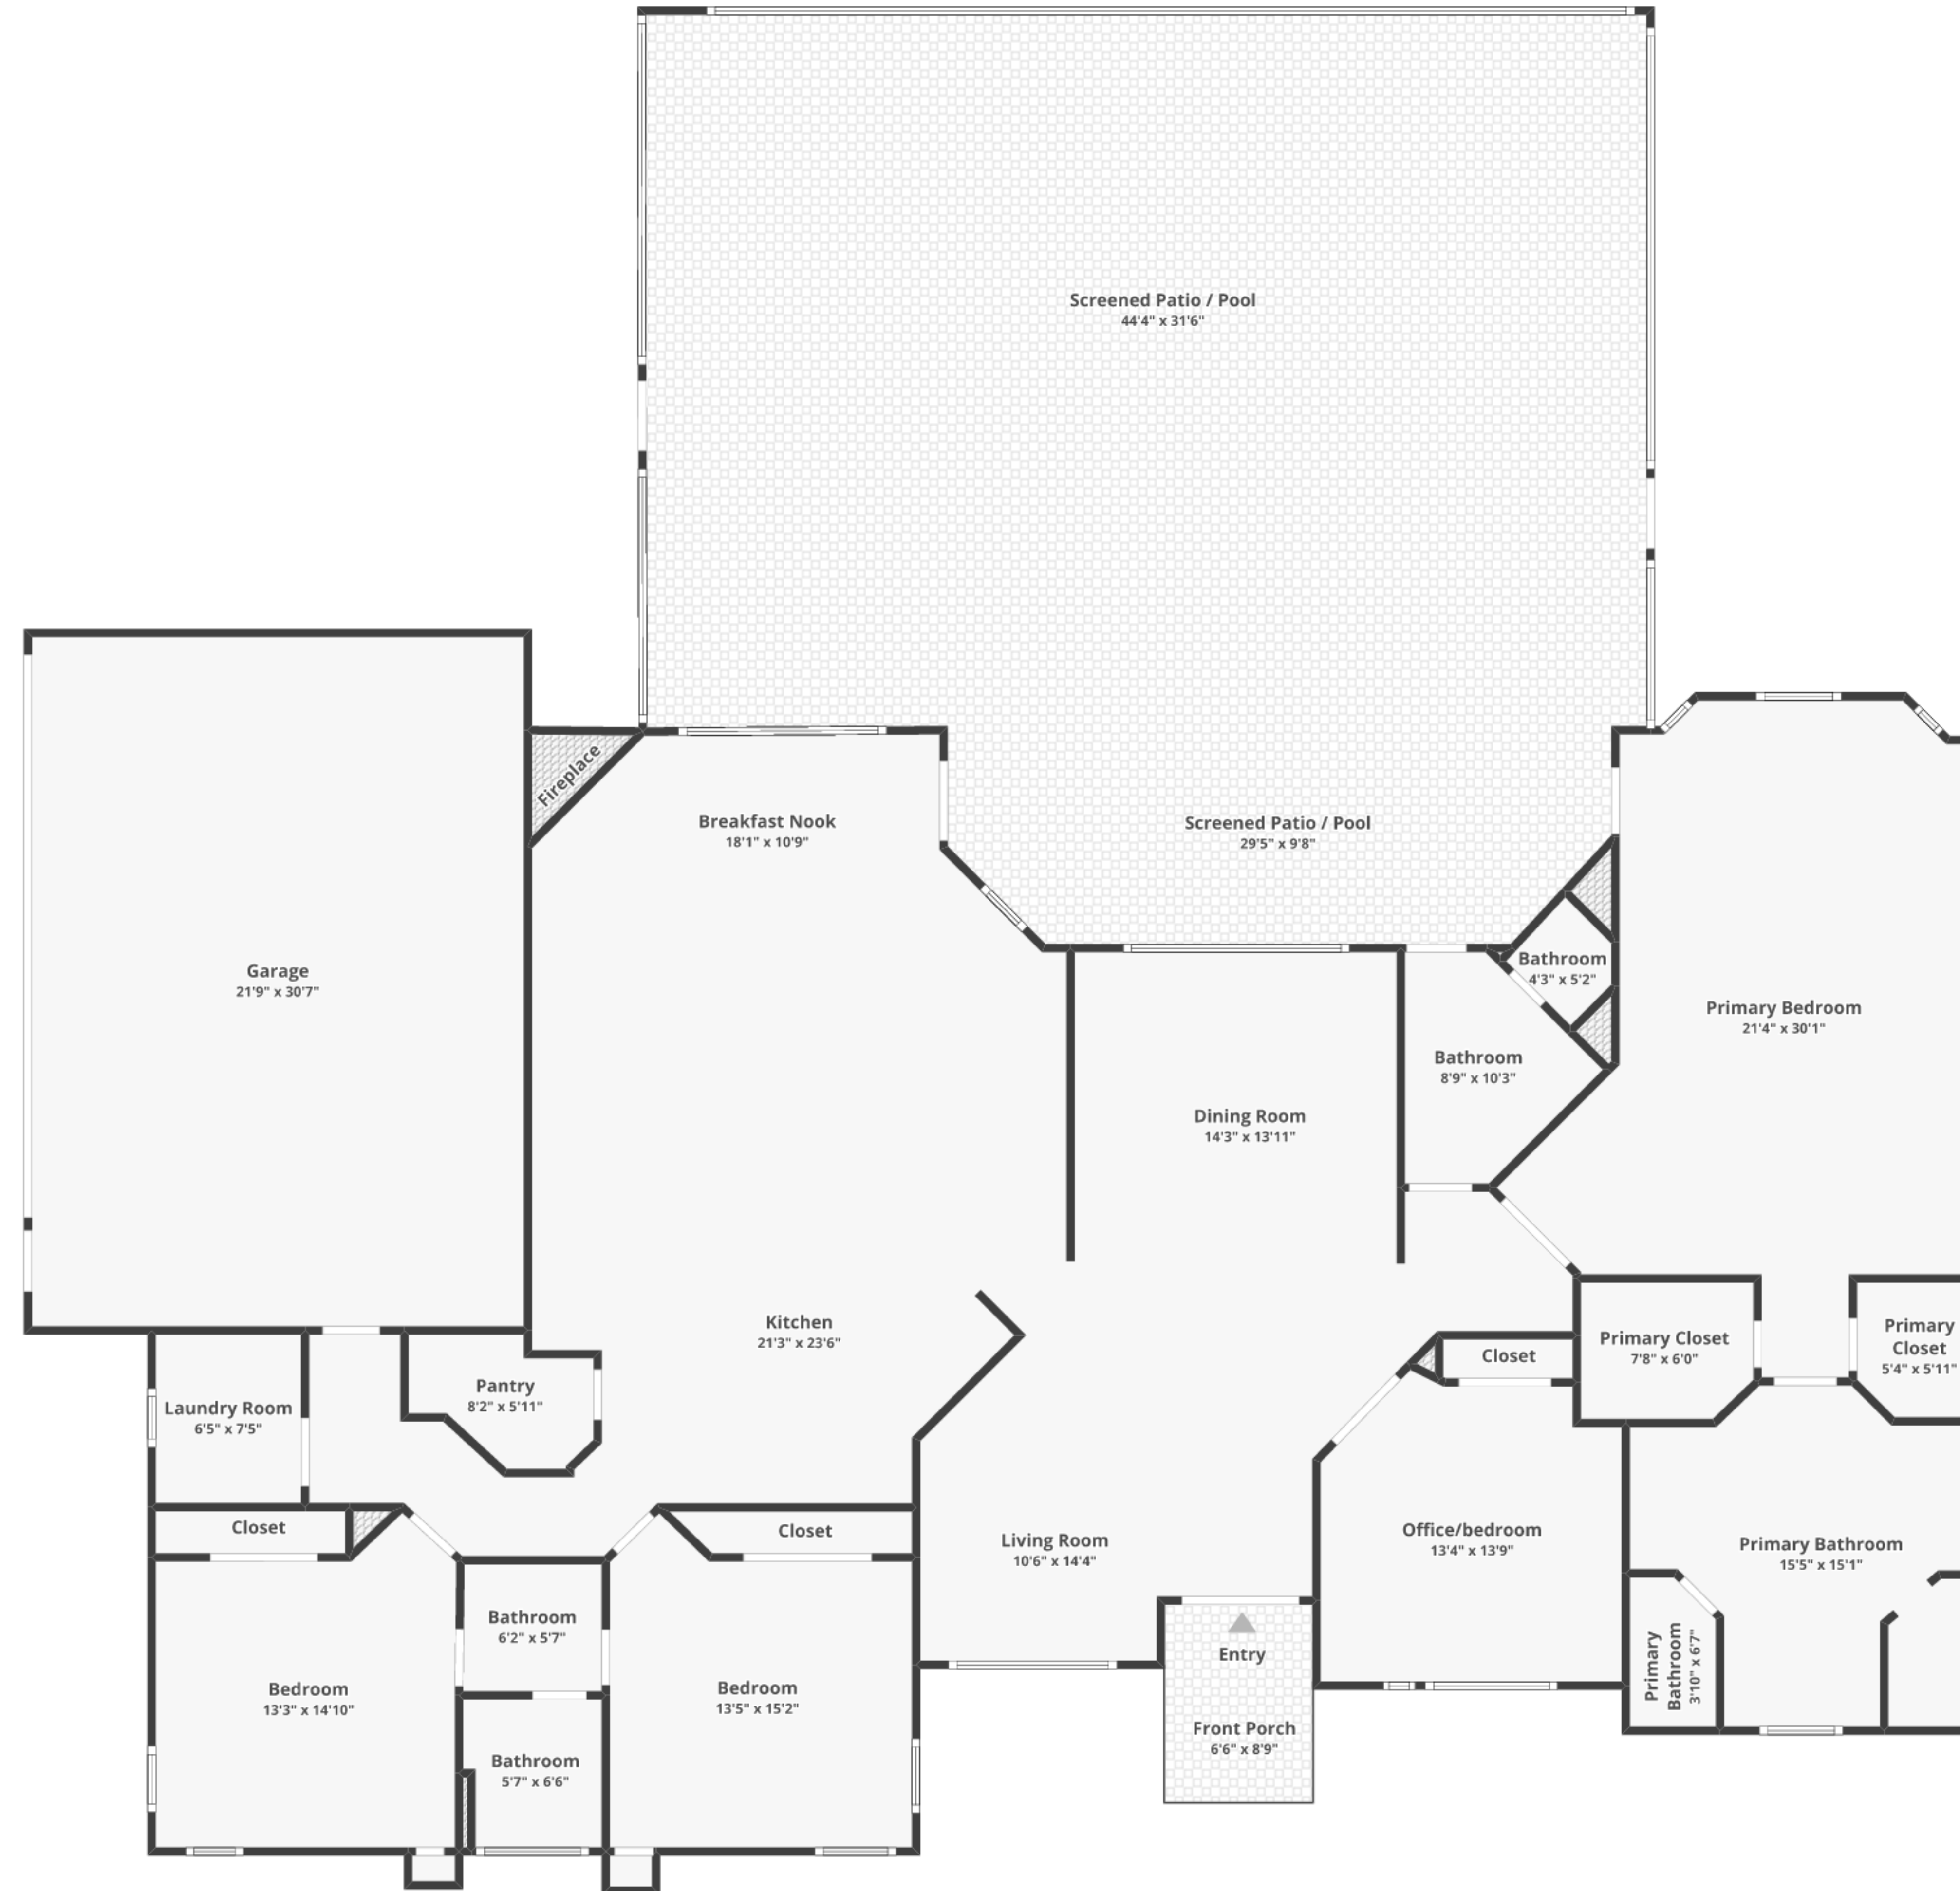 Screened Patio / Pool
44'4" x 31'6"
Fireplace
Breakfast Nook
18'1" x 10'9"
Screened Patio / Pool
29'5" x 9'8"
Garage
21'9" x 30'7"
Bathroom
4'3" x 5'2"
Primary Bedroom
21'4" x 30'1"
Bathroom
8'9" x 10'3"
Dining Room
14'3" x 13'11"
Kitchen
21'3" x 23'6"
Primary Closet
7'8" x 6'0"
Primary
Closet
5'4" x 5'11"
Closet
Pantry
8'2" x 5'11"
Laundry Room
6'5" x 7'5"
Closet
Closet
Living Room
10'6" x 14'4"
Office/bedroom
13'4" x 13'9"
Primary Bathroom
15'5" x 15'1"
Bathroom
6'2" x 5'7"
Entry
Primary
Bathroom
3'10" x 6'7"
Bedroom
13'3" x 14'10"
Bedroom
13'5" x 15'2"
Front Porch
6'6" x 8'9"
Bathroom
5'7" x 6'6"